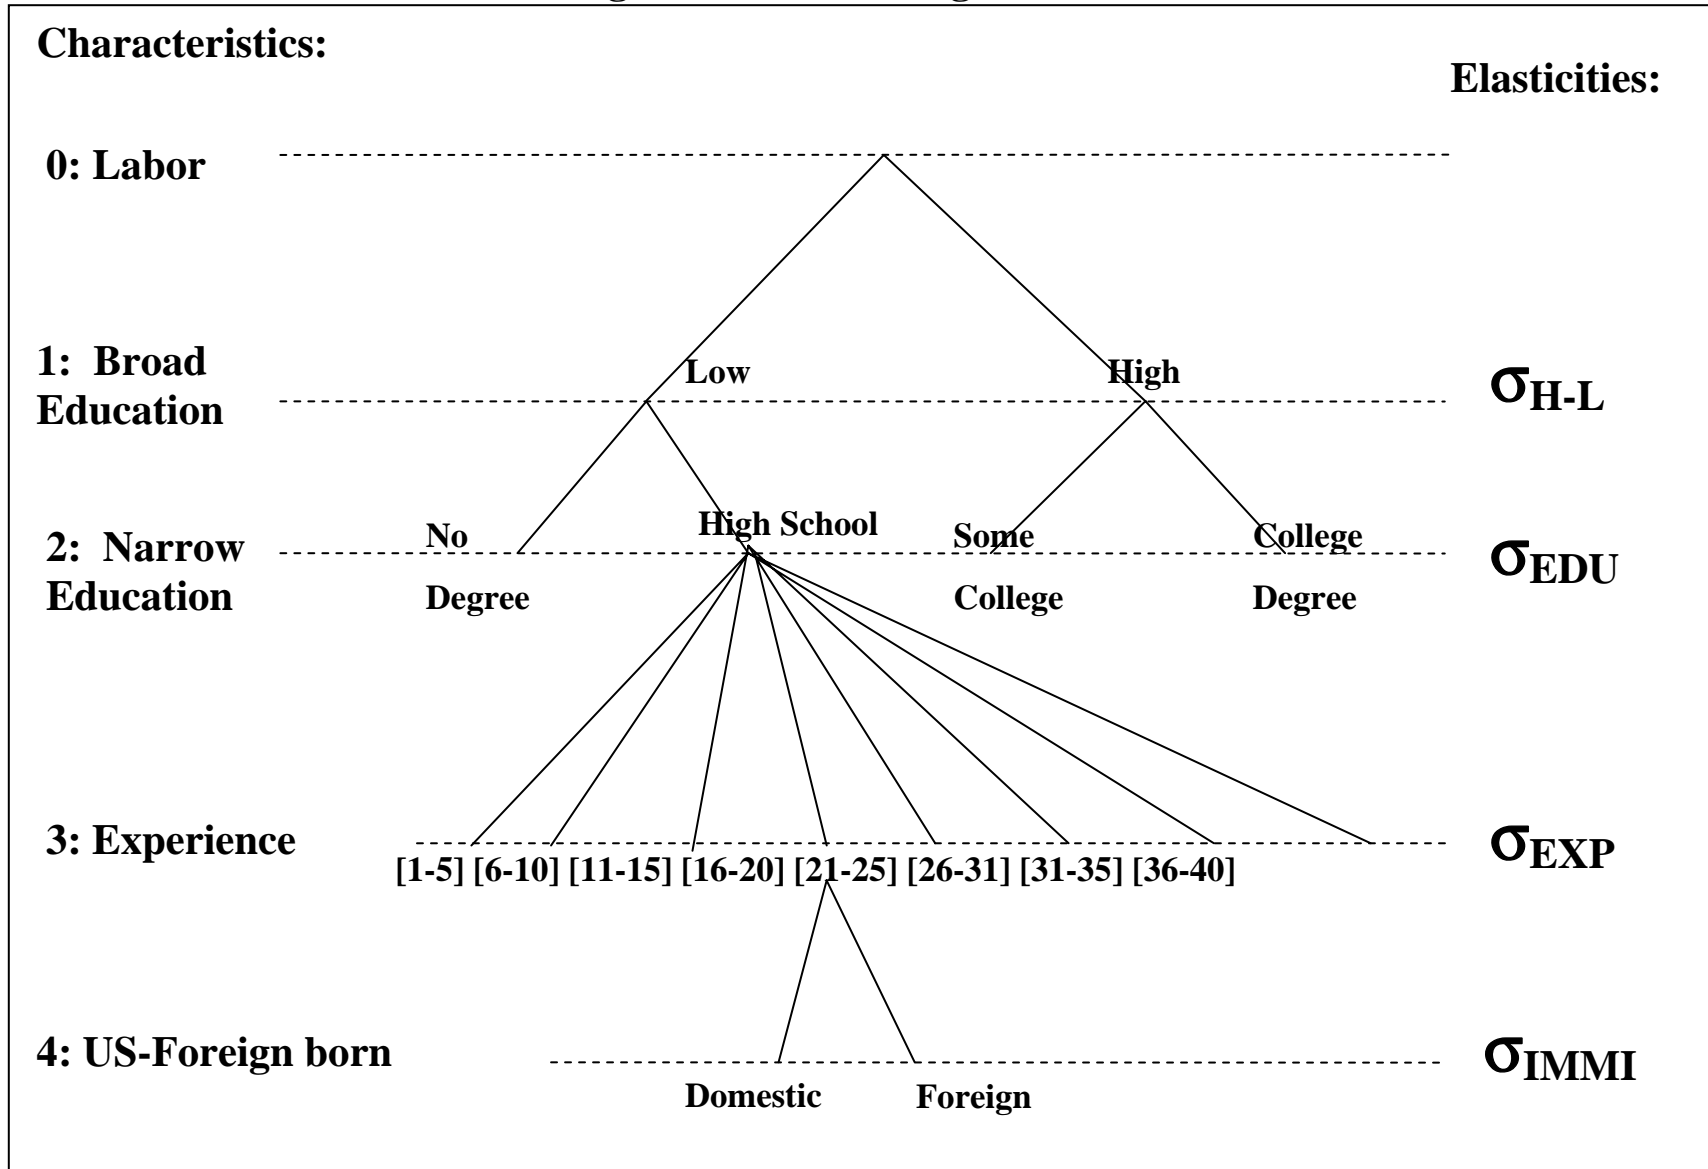 Characteristics:
Elasticities:
0: Labor
1: Broad
Education
Low
High
σH-L
2: Narrow
Education
No
Degree
High School
Some
College
College
Degree
σEDU
3: Experience
[1-5] [6-10] [11-15] [16-20] [21-25] [26-31] [31-35] [36-40]
σEXP
4: US-Foreign born
Domestic
Foreign
σIMMI